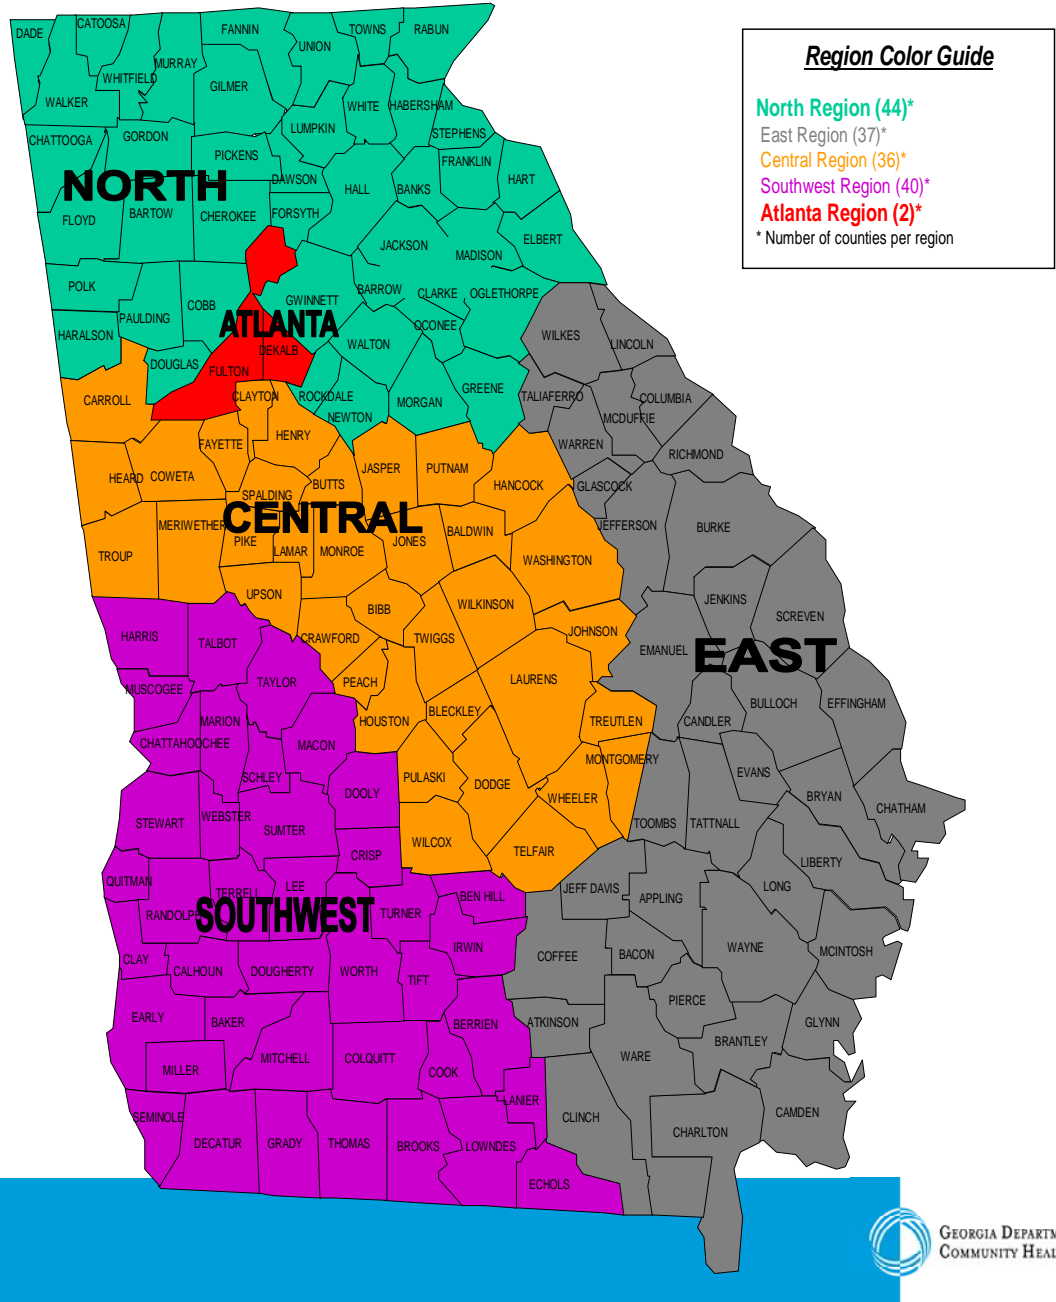 Region Color Guide
North Region (44)*
East Region (37)*
Central Region (36)*
Southwest Region (40)*
Atlanta Region (2)*
* Number of counties per region
DADE
CATOOSA
FANNIN
TOWNS
RABUN
UNION
MURRAY
WHITFIELD
GILMER
WALKER
WHITE
HABERSHAM
LUMPKIN
STEPHENS
CHATTOOGA
GORDON
PICKENS
FRANKLIN
DAWSON
HART
HALL
BANKS
NORTH
FLOYD
BARTOW
CHEROKEE
FORSYTH
ELBERT
JACKSON
MADISON
POLK
BARROW
CLARKE
OGLETHORPE
GWINNETT
COBB
PAULDING
ATLANTA
OCONEE
HARALSON
WALTON
WILKES
LINCOLN
DEKALB
DOUGLAS
FULTON
GREENE
CARROLL
CLAYTON
ROCKDALE
MORGAN
TALIAFERRO
COLUMBIA
NEWTON
MCDUFFIE
HENRY
FAYETTE
WARREN
RICHMOND
HEARD
COWETA
JASPER
PUTNAM
BUTTS
HANCOCK
GLASCOCK
SPALDING
CENTRAL
MERIWETHER
JEFFERSON
BURKE
BALDWIN
PIKE
LAMAR
MONROE
JONES
TROUP
WASHINGTON
UPSON
JENKINS
BIBB
WILKINSON
SCREVEN
HARRIS
TALBOT
CRAWFORD
TWIGGS
JOHNSON
EMANUEL
EAST
TAYLOR
PEACH
LAURENS
MUSCOGEE
BULLOCH
EFFINGHAM
MARION
HOUSTON
BLECKLEY
TREUTLEN
CANDLER
CHATTAHOOCHEE
MACON
MONTGOMERY
SCHLEY
PULASKI
DODGE
EVANS
DOOLY
WHEELER
BRYAN
CHATHAM
STEWART
WEBSTER
SUMTER
TOOMBS
TATTNALL
WILCOX
TELFAIR
CRISP
LIBERTY
QUITMAN
TERRELL
LEE
BEN HILL
JEFF DAVIS
APPLING
LONG
RANDOLPH
SOUTHWEST
TURNER
IRWIN
WAYNE
MCINTOSH
CLAY
CALHOUN
DOUGHERTY
WORTH
TIFT
COFFEE
BACON
PIERCE
EARLY
BAKER
BERRIEN
ATKINSON
GLYNN
BRANTLEY
MILLER
MITCHELL
COLQUITT
COOK
WARE
LANIER
SEMINOLE
CLINCH
CAMDEN
DECATUR
GRADY
THOMAS
BROOKS
LOWNDES
CHARLTON
ECHOLS
GEORGIA DEPARTM
COMMUNITY HEAL